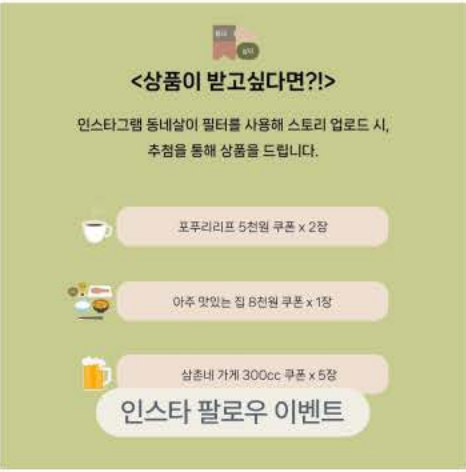 <상품이 받고싶다면?!>
인스타그램 동네살이 필터를 사용해 스토리 업로드 시,
추첨을 통해 상품을 드립니다.
포푸리리프 5천원 쿠폰 x 2장
아주 맛있는 집 8천원 쿠폰 x 1장
삼촌네 가게 300cc 쿠폰 x 5장
인스타 팔로우 이벤트